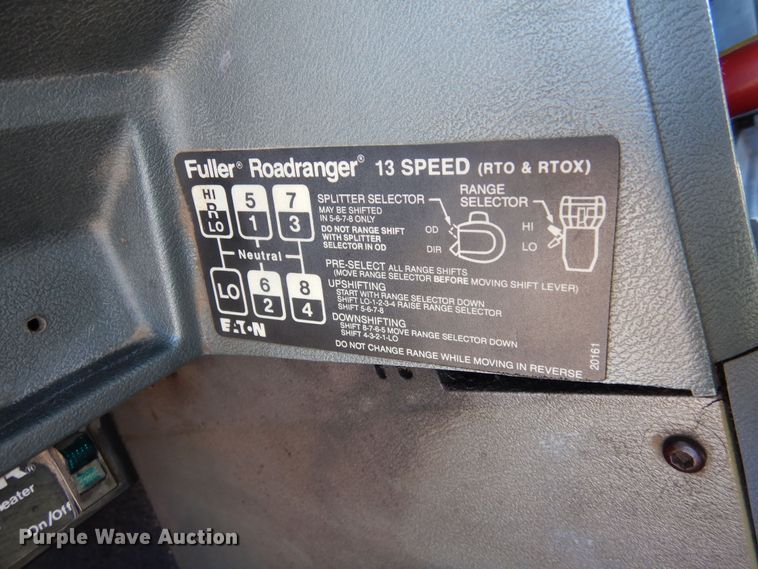 Fuller® Roadranger® 13 SPEED (RTO & RTOX)
HI
R
LO
5
1
7
3
Neutral
LO
6
2
8
4
EATON
SPLITTER SELECTOR
MAY BE SHIFTED
IN 5-6-7-8 ONLY
DO NOT RANGE SHIFT
WITH SPLITTER
SELECTOR IN OD
OD
DIR
RANGE
SELECTOR
HI
LO
PRE-SELECT ALL RANGE SHIFTS
(MOVE RANGE SELECTOR BEFORE MOVING SHIFT LEVER)
UPSHIFTING
START WITH RANGE SELECTOR DOWN
SHIFT LO-1-2-3-4 RAISE RANGE SELECTOR
SHIFT 5-6-7-8
DOWNSHIFTING
SHIFT 8-7-6-5 MOVE RANGE SELECTOR DOWN
SHIFT 4-3-2-1-LO
DO NOT CHANGE RANGE WHILE MOVING IN REVERSE
20161
On/Off
Purple Wave Auction